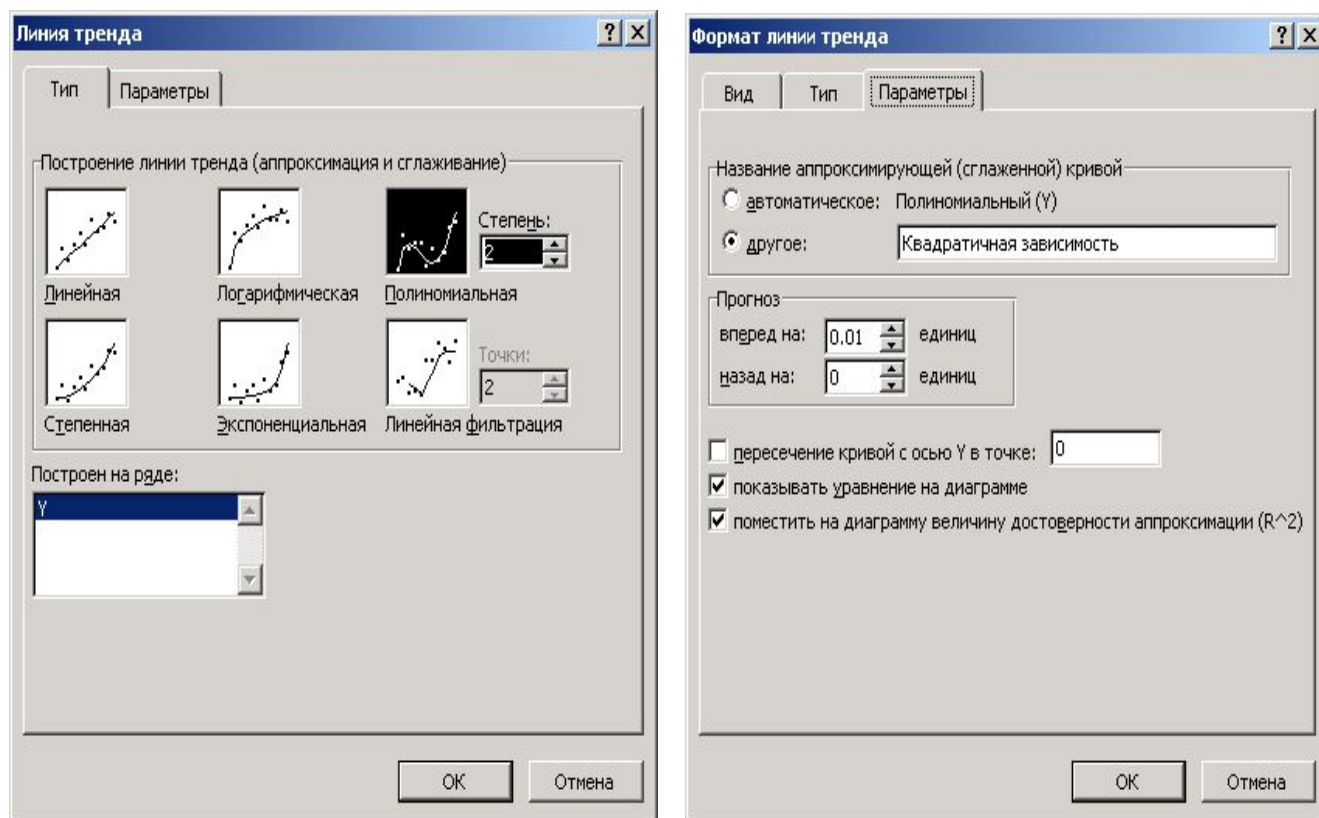 Линия тренда
Тип Параметры
Построение линии тренда (аппроксимация и сглаживание)
Степень:
2
Линейная Логарифмическая Полиномиальная
Точки:
2
Степенная Экспоненциальная Линейная фильтрация
Построен на ряде:
Y
ОК Отмена
Формат линии тренда
Вид Тип Параметры
Название аппроксимирующей (сглаженной) кривой
автоматическое: Полиномиальный (Y)
другое: Квадратичная зависимость
Прогноз
вперед на: 0.01 единиц
назад на: 0 единиц
пересечение кривой с осью Y в точке: 0
показывать уравнение на диаграмме
поместить на диаграмму величину достоверности аппроксимации (R^2)
ОК Отмена